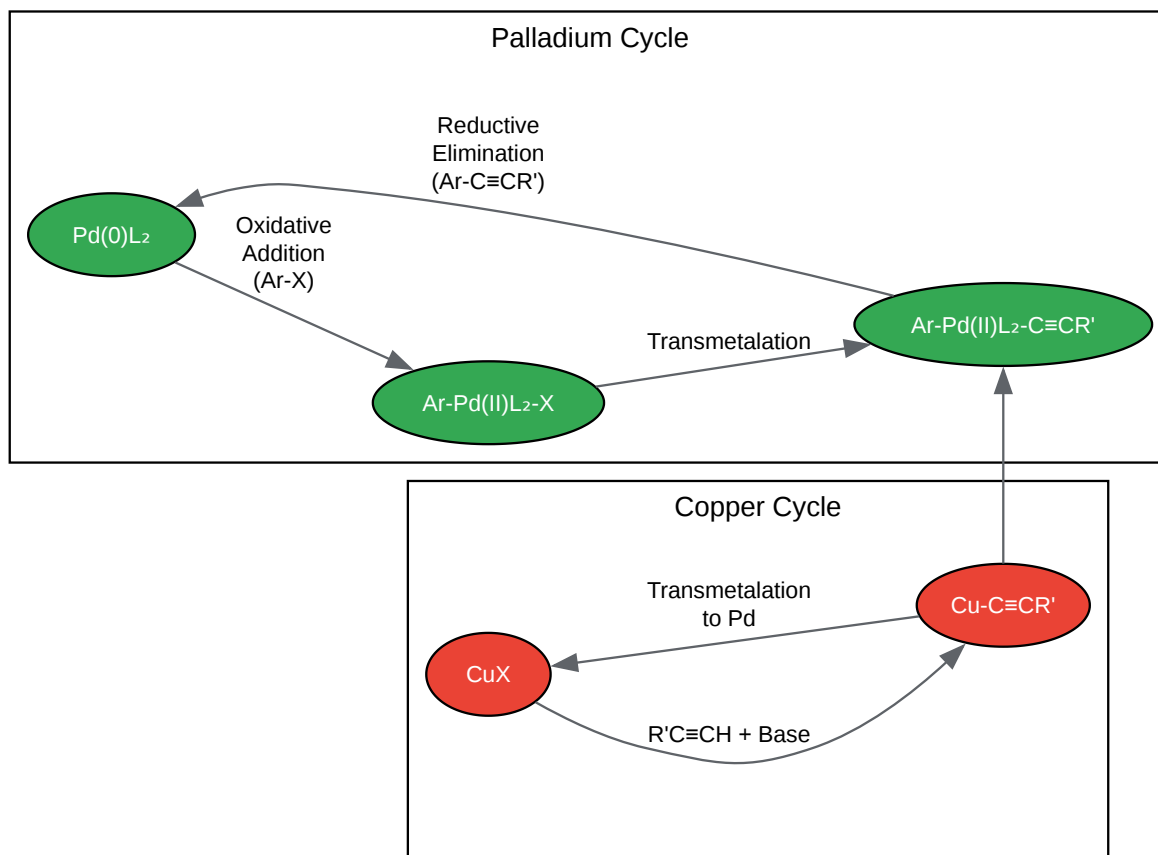 Palladium Cycle
Reductive
Elimination
(Ar-C≡CR')
Pd(0)L₂
Oxidative
Addition
(Ar-X)
Ar-Pd(II)L₂-C≡CR'
Transmetalation
Ar-Pd(II)L₂-X
Copper Cycle
Transmetalation
to Pd
Cu-C≡CR'
CuX
R'C≡CH + Base